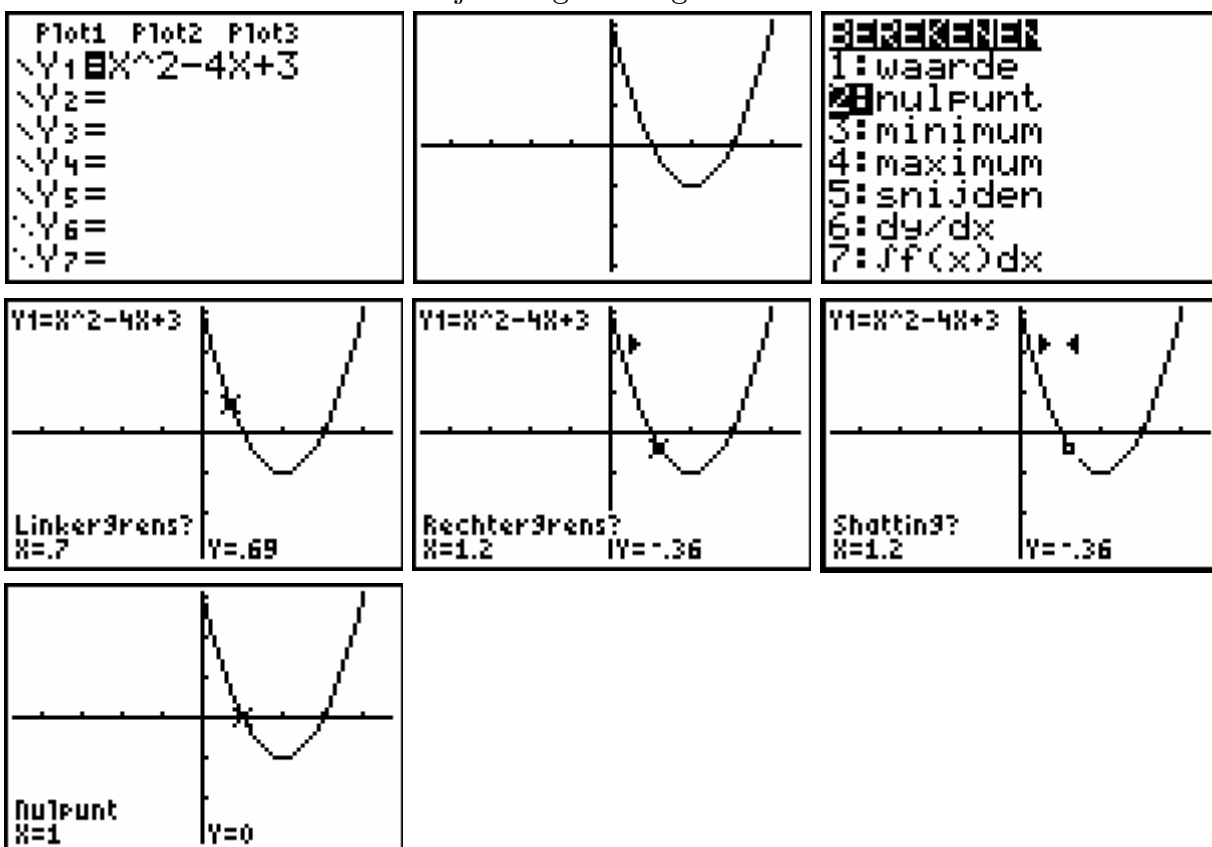 Plot1 Plot2 Plot3
\Y1=X^2-4X+3
\Y2=
\Y3=
\Y4=
\Y5=
\Y6=
\Y7=
BEREKENEN
1:waarde
2:nulpunt
3:minimum
4:maximum
5:snijden
6:dy/dx
7:∫f(x)dx
Y1=X^2-4X+3
Linkergrens?
X=.7 Y=.69
Y1=X^2-4X+3
Rechtergrens?
X=1.2 Y=-.36
Y1=X^2-4X+3
Shatting?
X=1.2 Y=-.36
Nulpunt
X=1 Y=0